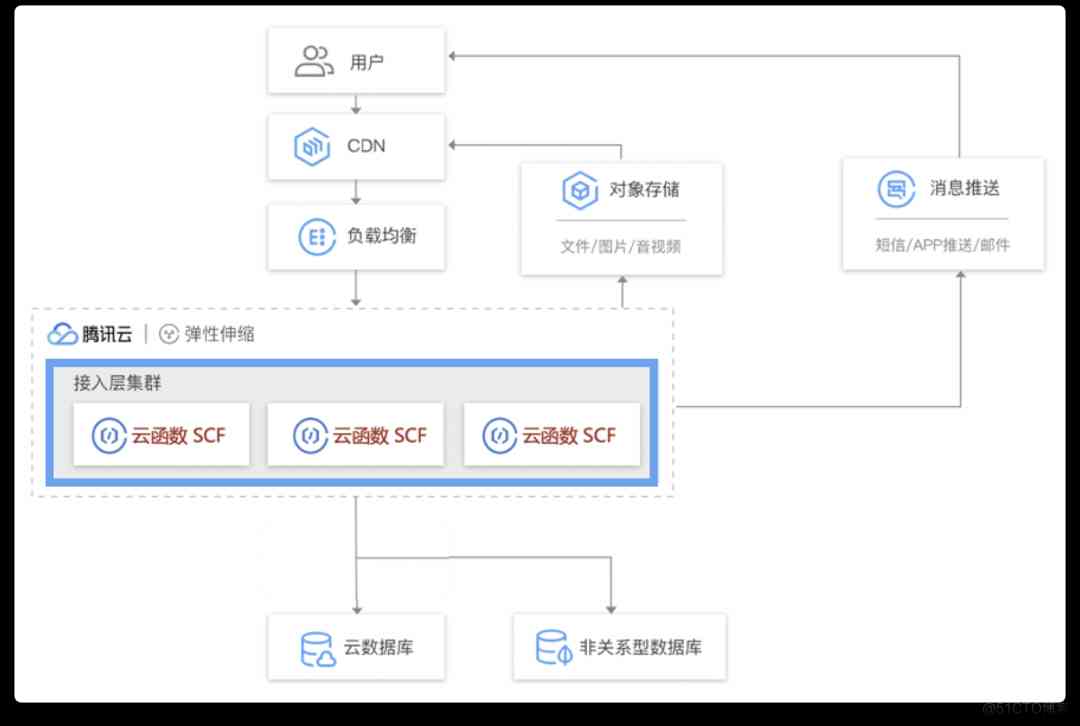 用户
CDN
负载均衡
对象存储
文件/图片/音视频
消息推送
短信/APP推送/邮件
腾讯云 | 弹性伸缩
接入层集群
云函数 SCF
云函数 SCF
云函数 SCF
云数据库
非关系型数据库
@51CTO博客